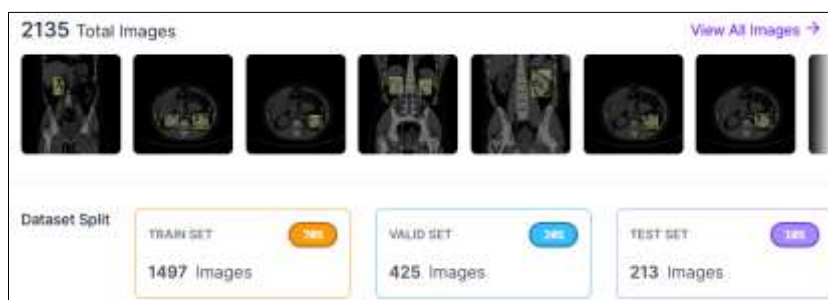 2135 Total Images
View All Images →
Dataset Split
TRAIN SET
1497 Images
VALID SET
425 Images
TEST SET
213 Images